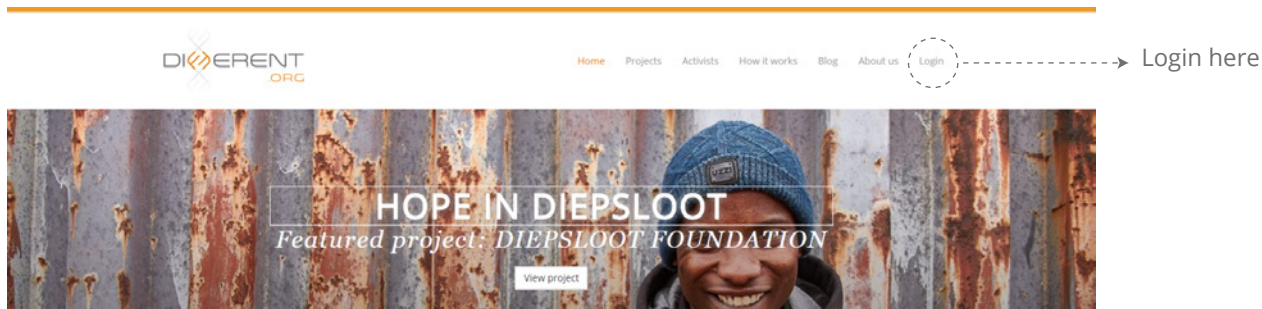 DIFFERENT
.ORG
Home Projects Activists How it works Blog About us Login
Login here
UZZI
HOPE IN DIEPSLOOT
Featured project: DIEPSLOOT FOUNDATION
View project